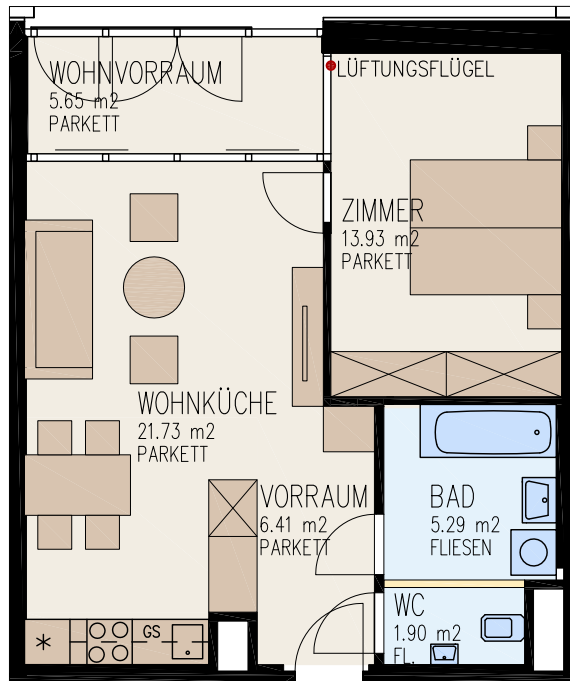 WOHNVORRAUM
5.65 m2
PARKETT
LÜFTUNGSFLÜGEL
ZIMMER
13.93 m2
PARKETT
WOHNKÜCHE
21.73 m2
PARKETT
VORRAUM
6.41 m2
PARKETT
BAD
5.29 m2
FLIESEN
WC
1.90 m2
FL.
GS